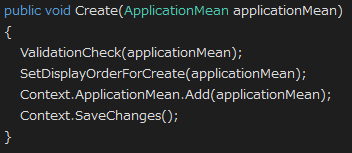 public void Create(ApplicationMean applicationMean)
{
ValidationCheck(applicationMean);
SetDisplayOrderForCreate(applicationMean);
Context.ApplicationMean.Add(applicationMean);
Context.SaveChanges();
}